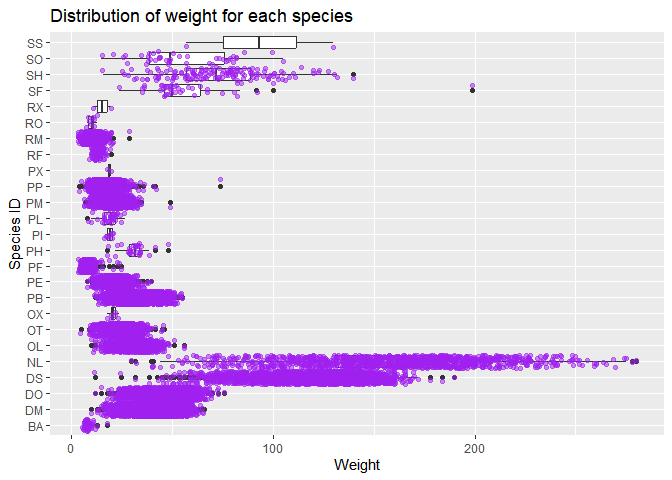 Distribution of weight for each species
SS
SO
SH
SF
RX
RO
RM
RF
PX
PP
PM
PL
PI
PH
PF
PE
PB
OX
OT
OL
NL
DS
DO
DM
BA
Species ID
0 100 200
Weight